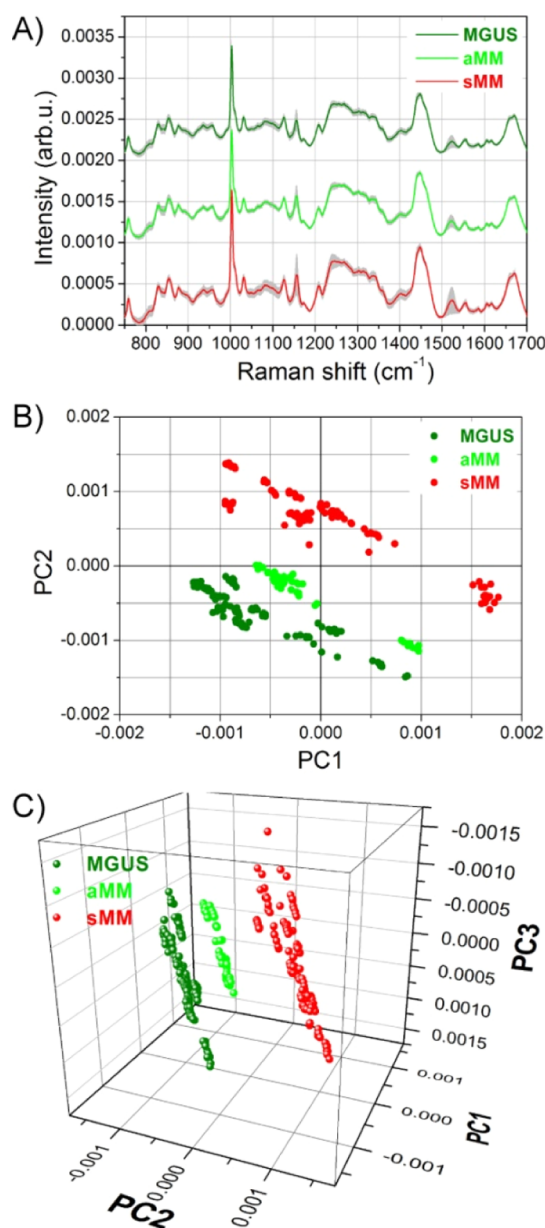 A)
0.0035
0.0030
0.0025
0.0020
0.0015
0.0010
0.0005
0.0000
Intensity (arb.u.)
MGUS
aMM
sMM
800 900 1000 1100 1200 1300 1400 1500 1600 1700
Raman shift (cm⁻¹)
B)
0.002
0.001
0.000
-0.001
-0.002
PC2
MGUS
aMM
sMM
-0.002 -0.001 0.000 0.001 0.002
PC1
C)
MGUS
aMM
sMM
-0.0015
-0.0010
-0.0005
0.0000
0.0005
0.0010
0.0015
PC3
0.001
0.000
-0.001
PC1
-0.001
0.000
0.001
PC2